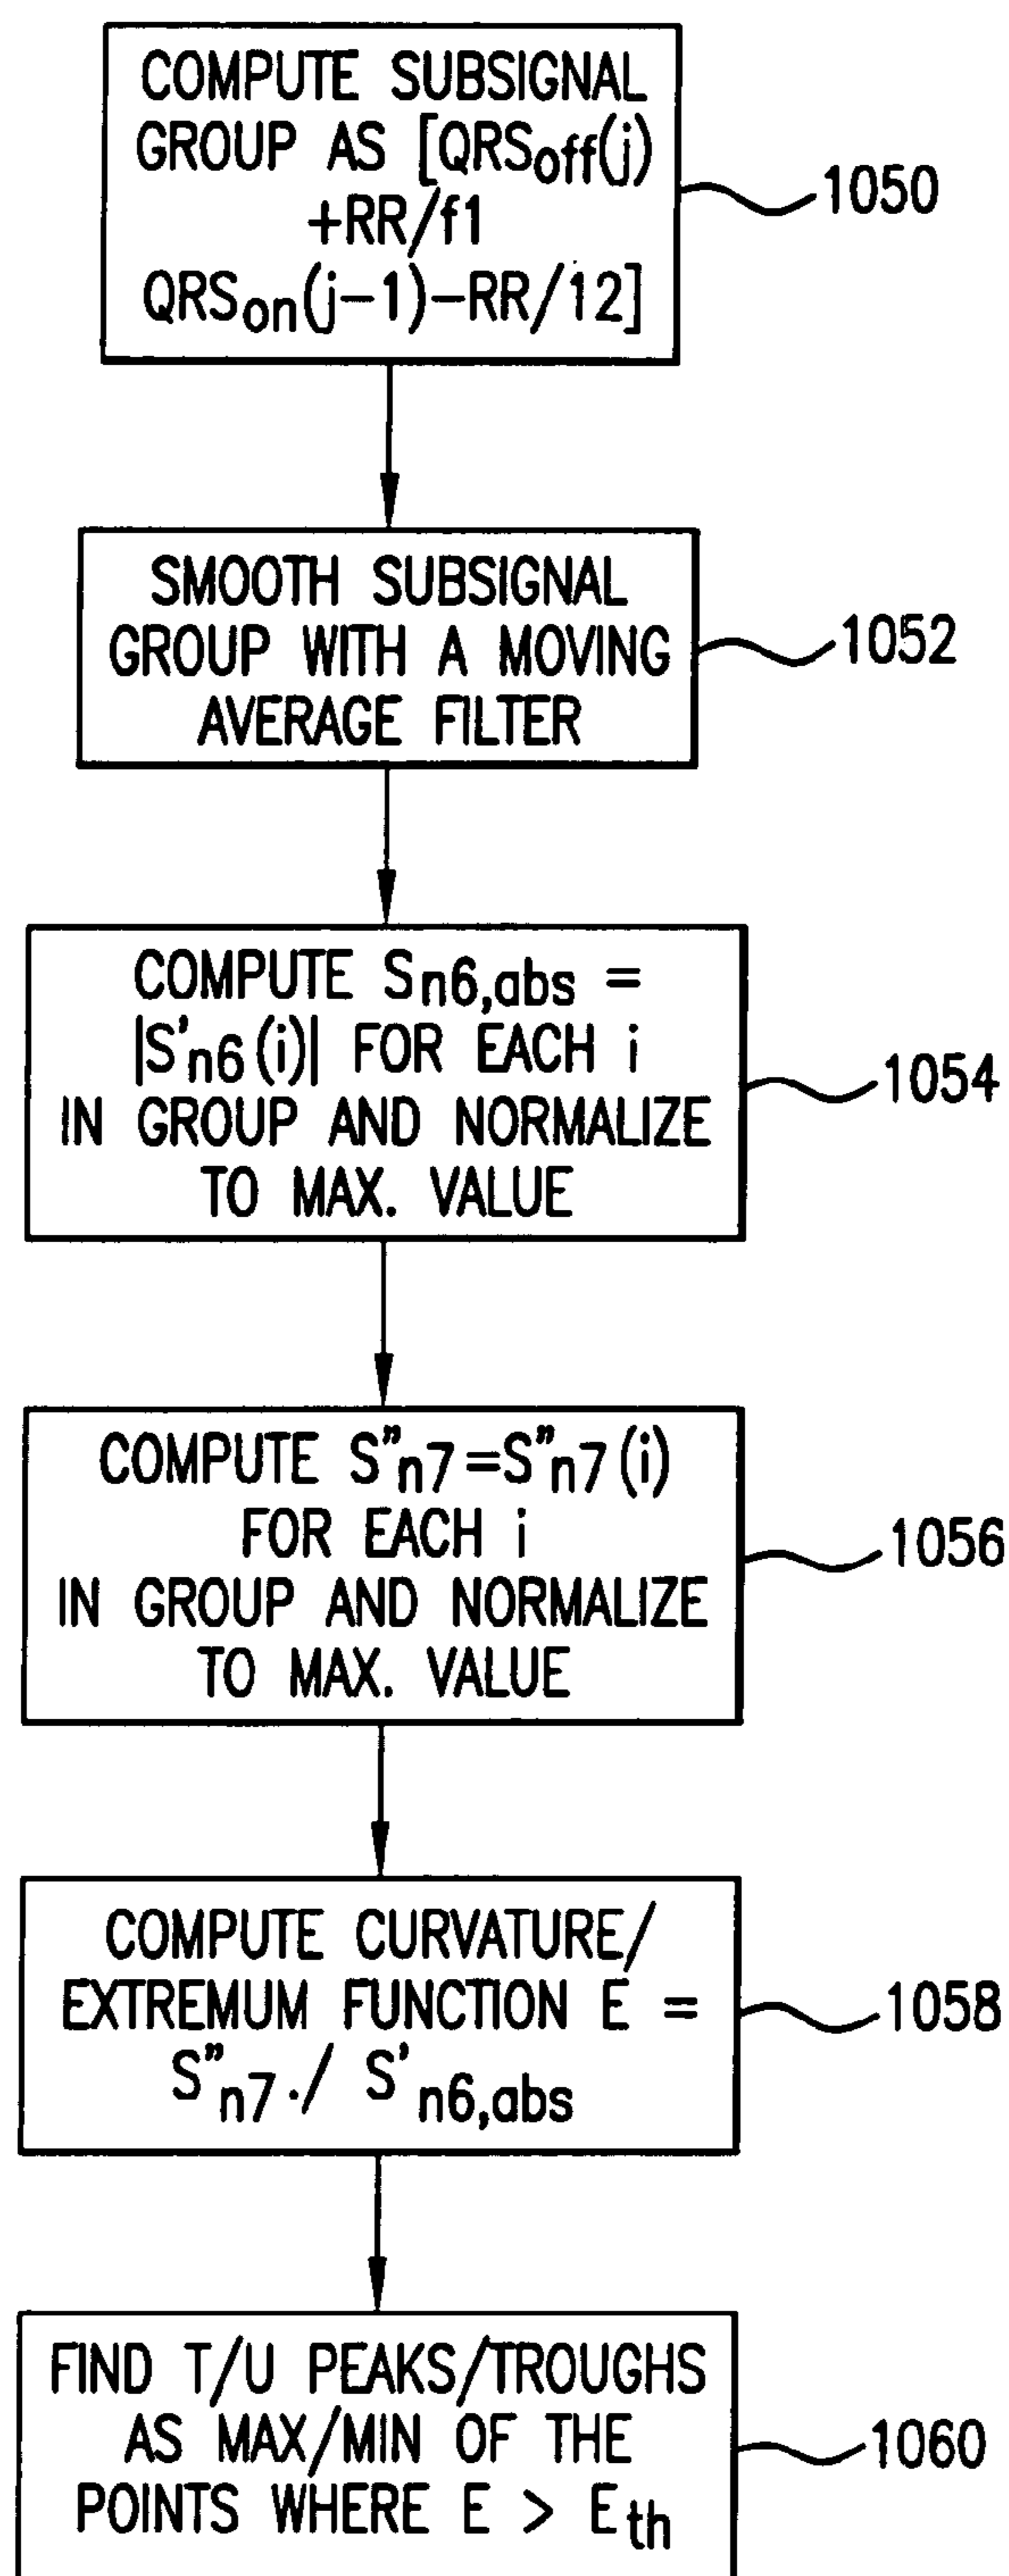 COMPUTE SUBSIGNAL
GROUP AS [QRSoff(j)
+RR/f1
QRSon(j-1)-RR/12]
1050
SMOOTH SUBSIGNAL
GROUP WITH A MOVING
AVERAGE FILTER
1052
COMPUTE Sn6,abs =
|S'n6(i)| FOR EACH i
IN GROUP AND NORMALIZE
TO MAX. VALUE
1054
COMPUTE S"n7=S"n7(i)
FOR EACH i
IN GROUP AND NORMALIZE
TO MAX. VALUE
1056
COMPUTE CURVATURE/
EXTREMUM FUNCTION E =
S"n7./ S'n6,abs
1058
FIND T/U PEAKS/TROUGHS
AS MAX/MIN OF THE
POINTS WHERE E > Eth
1060